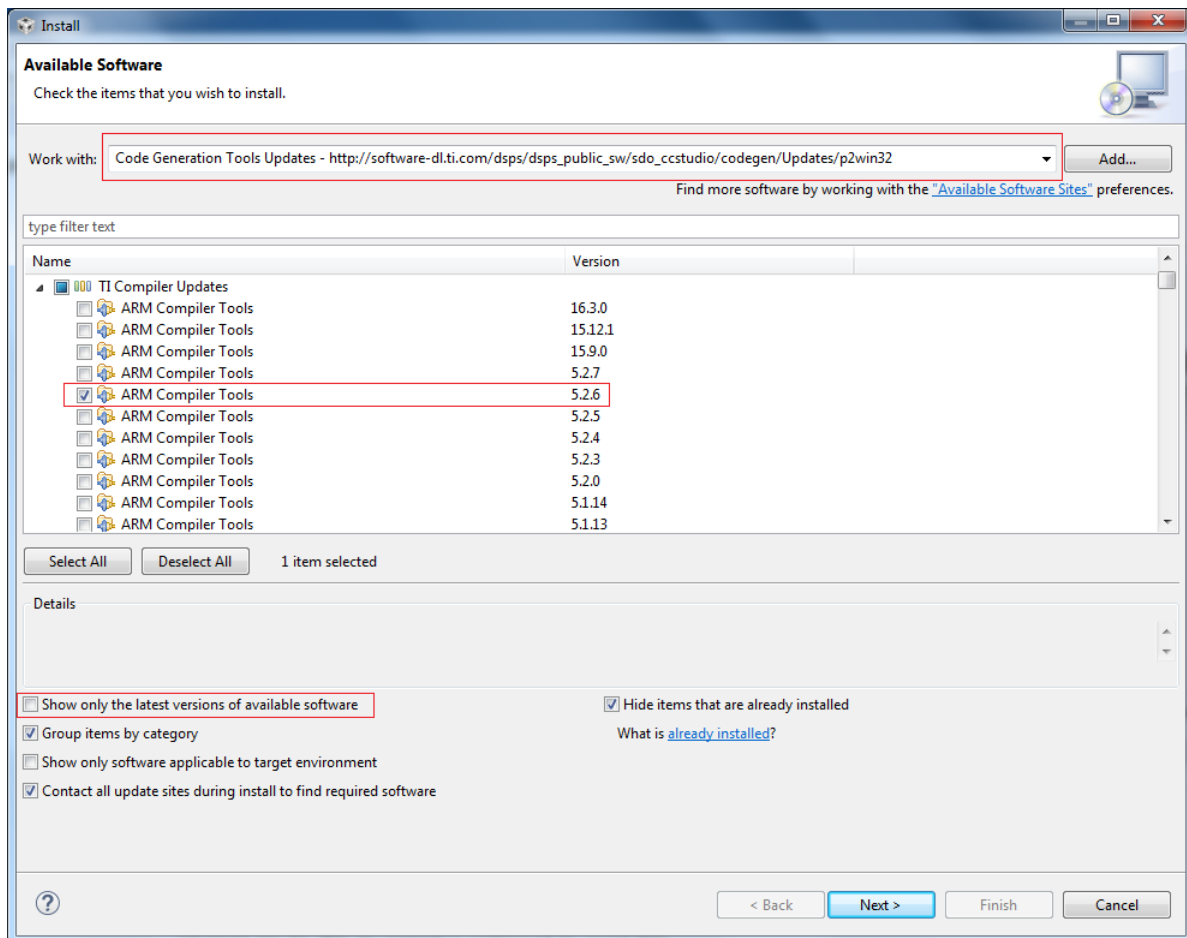 Install
Available Software
Check the items that you wish to install.
Work with: Code Generation Tools Updates - http://software-dl.ti.com/dsps/dsps_public_sw/sdo_ccstudio/codegen/Updates/p2win32 Add...
Find more software by working with the "Available Software Sites" preferences.
type filter text
Name Version
TI Compiler Updates
ARM Compiler Tools 16.3.0
ARM Compiler Tools 15.12.1
ARM Compiler Tools 15.9.0
ARM Compiler Tools 5.2.7
ARM Compiler Tools 5.2.6
ARM Compiler Tools 5.2.5
ARM Compiler Tools 5.2.4
ARM Compiler Tools 5.2.3
ARM Compiler Tools 5.2.0
ARM Compiler Tools 5.1.14
ARM Compiler Tools 5.1.13
Select All Deselect All 1 item selected
Details
Show only the latest versions of available software Hide items that are already installed
Group items by category What is already installed?
Show only software applicable to target environment
Contact all update sites during install to find required software
? < Back Next > Finish Cancel